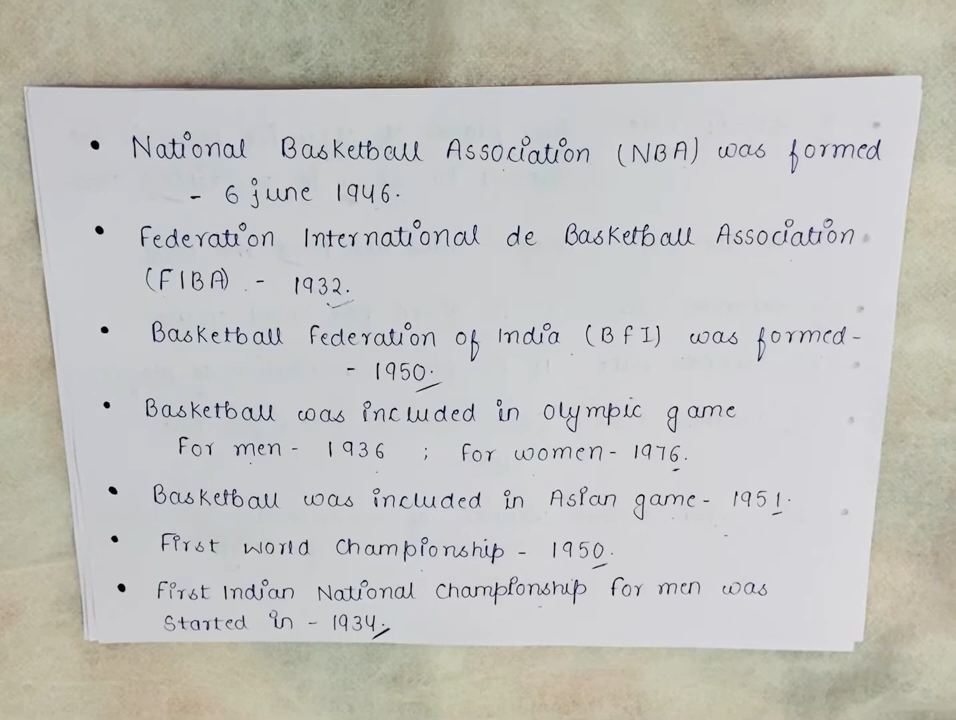 • National Basketball Association (NBA) was formed
- 6 june 1946.
• Federation International de Basketball Association.
(FIBA) - 1932.
• Basketball Federation of India (BFI) was formed -
- 1950.
• Basketball was included in olympic game
For men - 1936 ; For women - 1976.
• Basketball was included in Asian game - 1951.
• First world championship - 1950.
• First Indian National championship for men was
started in - 1934.